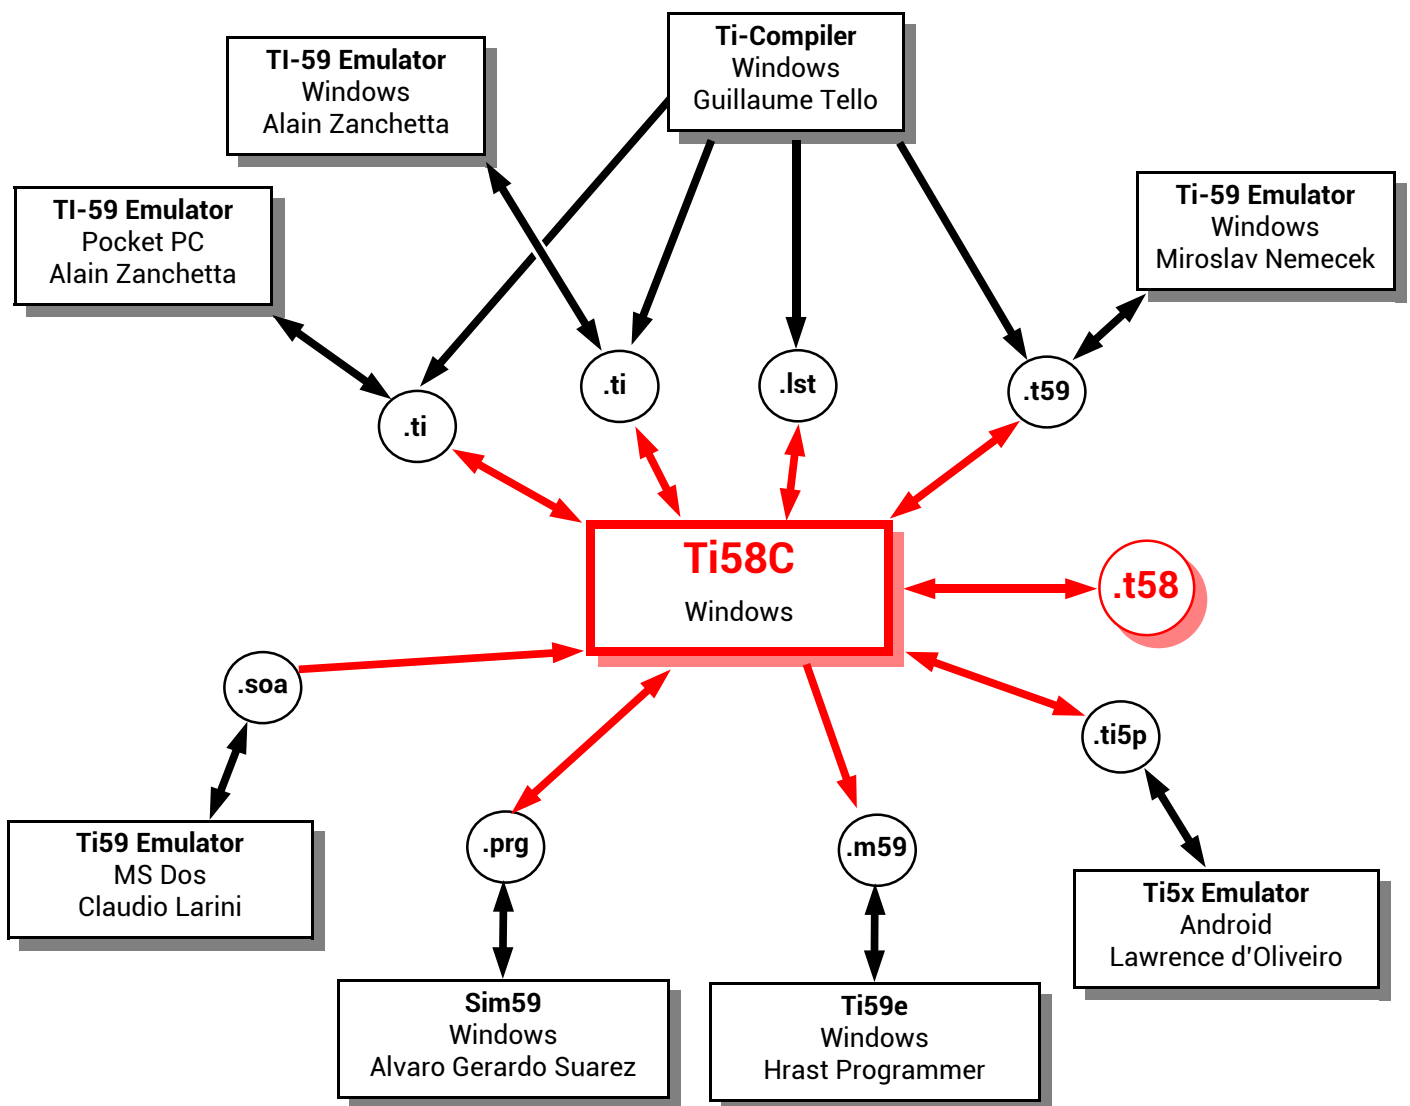 Ti-Compiler
Windows
Guillaume Tello
TI-59 Emulator
Windows
Alain Zanchetta
Ti-59 Emulator
Windows
Miroslav Nemecek
TI-59 Emulator
Pocket PC
Alain Zanchetta
.ti
.ti
.lst
.t59
Ti58C
Windows
.t58
.soa
.ti5p
.prg
.m59
Ti59 Emulator
MS Dos
Claudio Larini
Ti5x Emulator
Android
Lawrence d'Oliveiro
Sim59
Windows
Alvaro Gerardo Suarez
Ti59e
Windows
Hrast Programmer